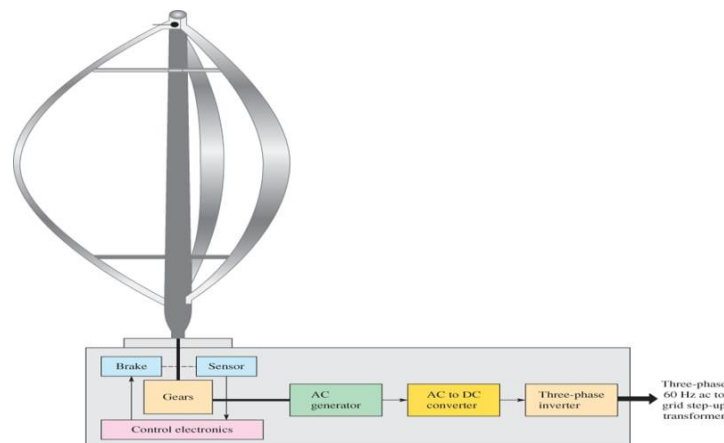 Brake
Sensor
Gears
Control electronics
AC
generator
AC to DC
converter
Three-phase
inverter
Three-phase
60 Hz ac to
grid step-up
transformer